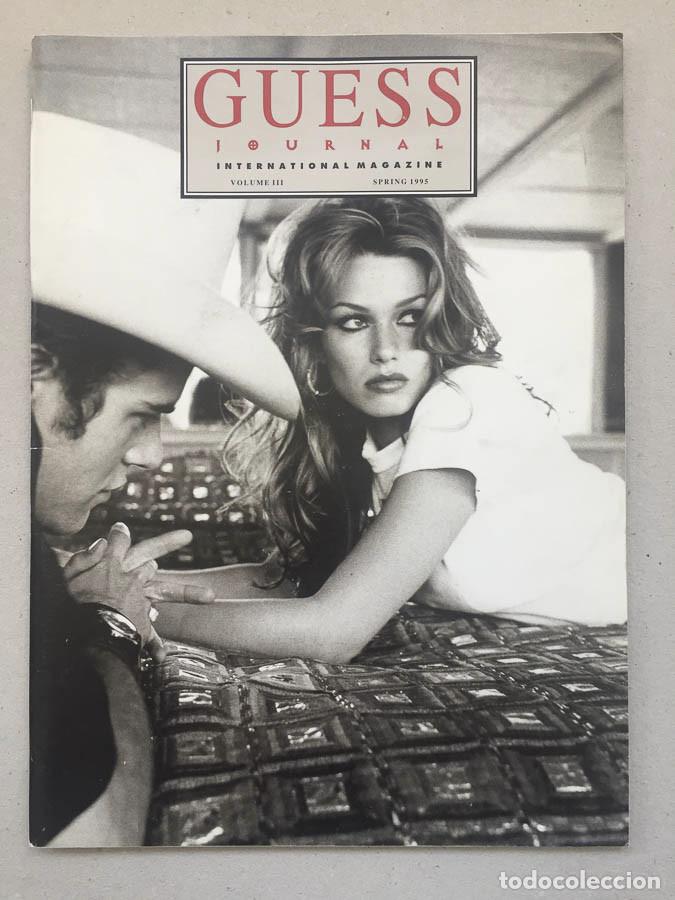 GUESS
JOURNAL
INTERNATIONAL MAGAZINE
VOLUME III SPRING 1995
todocoleccion